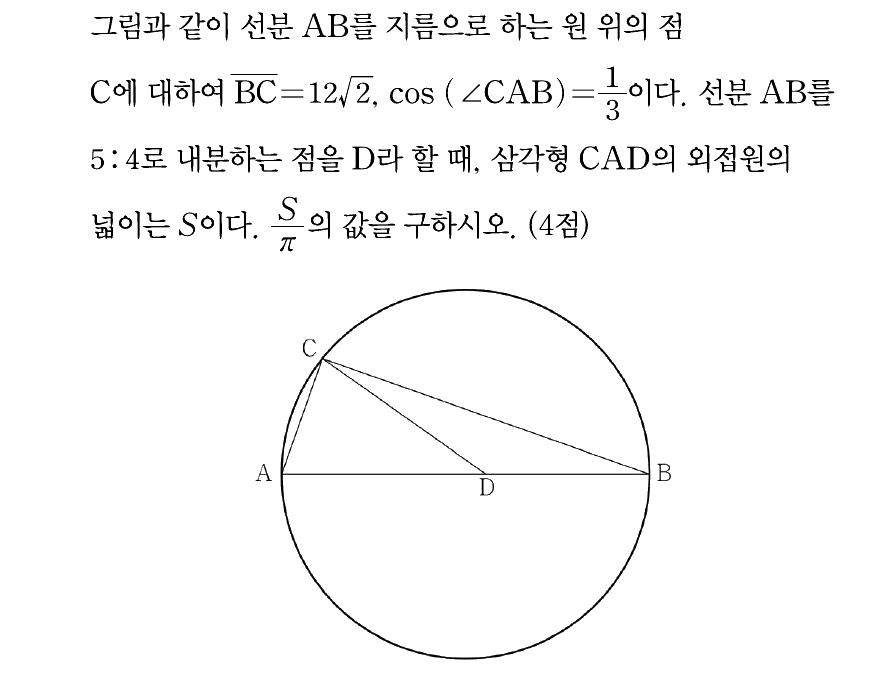 그림과 같이 선분 AB를 지름으로 하는 원 위의 점
C에 대하여 \overline{BC}=12√2, cos (∠CAB)=1/3이다. 선분 AB를
5:4로 내분하는 점을 D라 할 때, 삼각형 CAD의 외접원의
넓이는 S이다. S/π의 값을 구하시오. (4점)
C
A
D
B